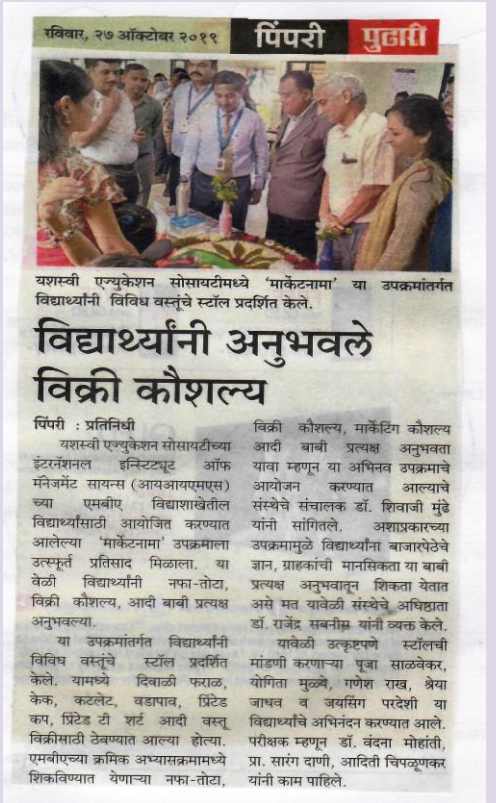 रविवार, २७ ऑक्टोबर २०१९
पिंपरी
पुढारी
यशस्वी एज्युकेशन सोसायटीमध्ये 'मार्केटनामा' या उपक्रमांतर्गत
विद्यार्थ्यांनी विविध वस्तूंचे स्टॉल प्रदर्शित केले.
विद्यार्थ्यांनी अनुभवले
विक्री कौशल्य
पिंपरी : प्रतिनिधी
यशस्वी एज्युकेशन सोसायटीच्या
इंटरनॅशनल इन्स्टिट्यूट ऑफ
मॅनेजमेंट सायन्स (आयआयएमएस)
च्या एमबीए विद्याशाखेतील
विद्यार्थ्यांसाठी आयोजित करण्यात
आलेल्या 'मार्केटनामा' उपक्रमाला
उत्स्फूर्त प्रतिसाद मिळाला. या
वेळी विद्यार्थ्यांनी नफा-तोटा,
विक्री कौशल्य, आदी बाबी प्रत्यक्ष
अनुभवल्या.
या उपक्रमांतर्गत विद्यार्थ्यांनी
विविध वस्तूंचे स्टॉल प्रदर्शित
केले. यामध्ये दिवाळी फराळ,
केक, कटलेट, वडापाव, प्रिंटेड
कप, प्रिंटेड टी शर्ट आदी वस्तू
विक्रीसाठी ठेवण्यात आल्या होत्या.
एमबीएच्या क्रमिक अभ्यासक्रमामध्ये
शिकविण्यात येणाऱ्या नफा-तोटा,
विक्री कौशल्य, मार्केटिंग कौशल्य
आदी बाबी प्रत्यक्ष अनुभवता
यावा म्हणून या अभिनव उपक्रमाचे
आयोजन करण्यात आल्याचे
संस्थेचे संचालक डॉ. शिवाजी मुंढे
यांनी सांगितले. अशाप्रकारच्या
उपक्रमामुळे विद्यार्थ्यांना बाजारपेठेचे
ज्ञान, ग्राहकांची मानसिकता या बाबी
प्रत्यक्ष अनुभवातून शिकता येतात
असे मत यावेळी संस्थेचे अधिष्ठाता
डॉ. राजेंद्र सबनीस यांनी व्यक्त केले.
यावेळी उत्कृष्टपणे स्टॉलची
मांडणी करणाऱ्या पूजा साळवेकर,
योगिता मुळ्ये, गणेश राख, श्रेया
जाधव व जयसिंग परदेशी या
विद्यार्थ्यांचे अभिनंदन करण्यात आले.
परीक्षक म्हणून डॉ. वंदना मोहांती,
प्रा. सारंग दाणी, आदिती चिपळूणकर
यांनी काम पाहिले.